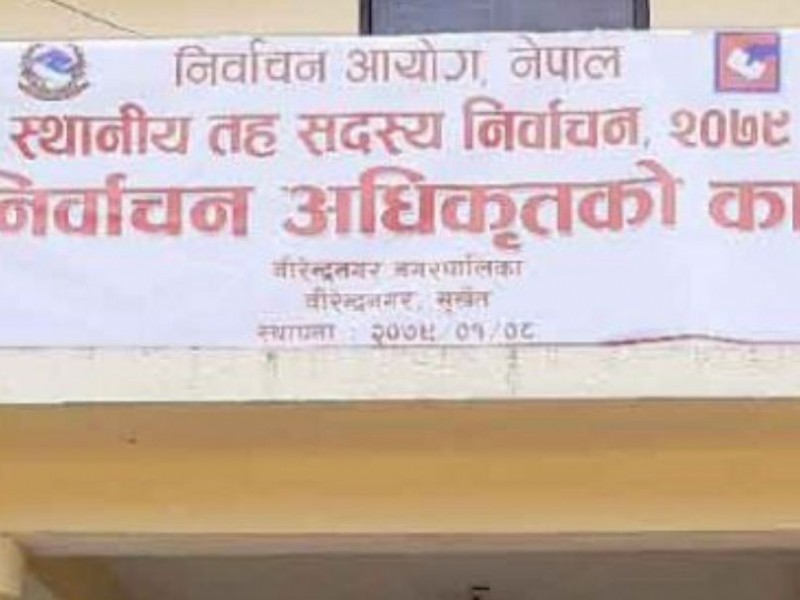 निर्वाचन आयोग, नेपाल
स्थानीय तह सदस्य निर्वाचन, २०७९
निर्वाचन अधिकृतको का
वीरेन्द्रनगर नगरपालिका
वीरेन्द्रनगर, सुर्खेत
स्थापना : २०७९/०१/०८